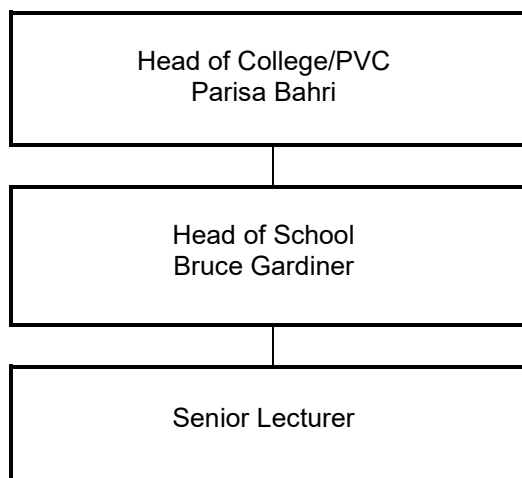 Head of College/PVC
Parisa Bahri
Head of School
Bruce Gardiner
Senior Lecturer